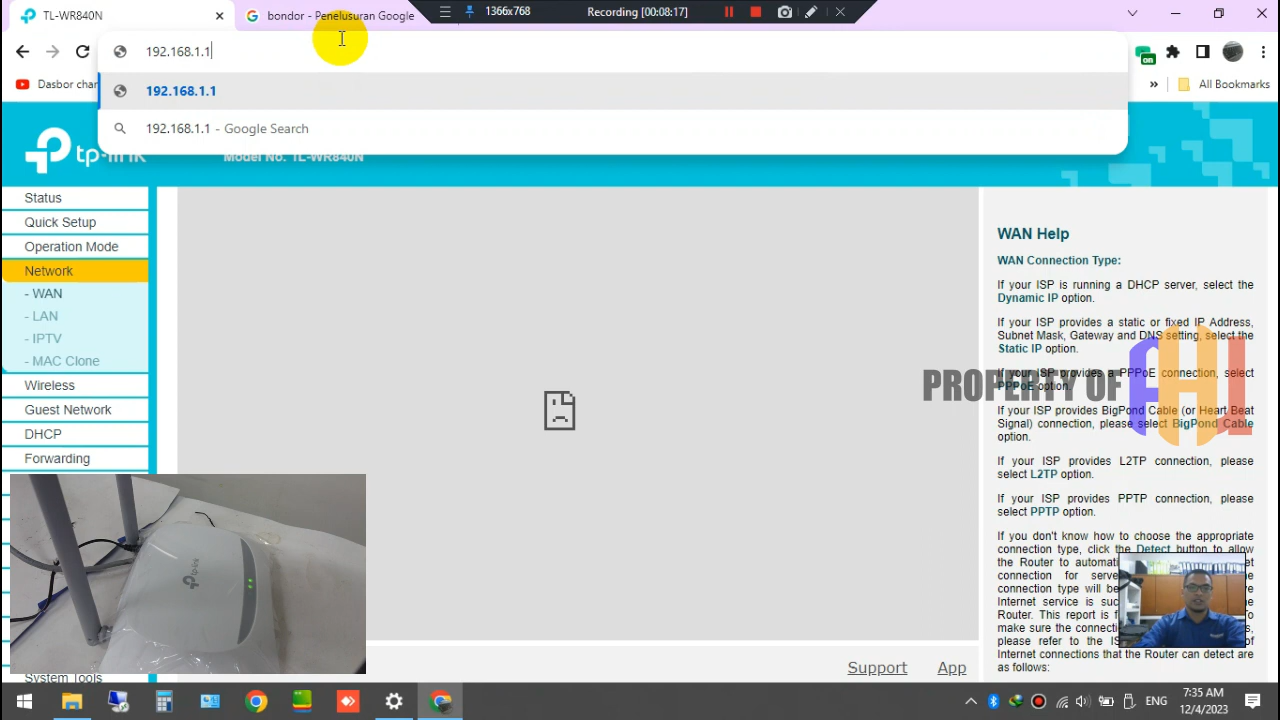 TL-WR840N
bondor - Penelusuran Google
1366x768
Recording [00:08:17]
192.168.1.1
on
192.168.1.1
192.168.1.1 - Google Search
Dasbor chan
»
All Bookmarks
tp-link
Model No. TL-WR840N
Status
Quick Setup
Operation Mode
Network
- WAN
- LAN
- IPTV
- MAC Clone
Wireless
Guest Network
DHCP
Forwarding
System Tools
WAN Help
WAN Connection Type:
If your ISP is running a DHCP server, select the
Dynamic IP option.
If your ISP provides a static or fixed IP Address,
Subnet Mask, Gateway and DNS setting, select the
Static IP option.
If your ISP provides a PPPoE connection, select
PPPoE option.
If your ISP provides BigPond Cable (or Heart Beat
Signal) connection, please select BigPond Cable
option.
If your ISP provides L2TP connection, please
select L2TP option.
If your ISP provides PPTP connection, please
select PPTP option.
If you don't know how to choose the appropriate
connection type, click the Detect button to allow
the Router to automati
connection for serve
connection type will be
Internet service is suc
Router. This report is f
make sure the connecti
please refer to the IS of
Internet connections that the Router can detect are
as follows:
PROPERTY OF AHL
tp-link
Support
App
ENG
7:35 AM
12/4/2023